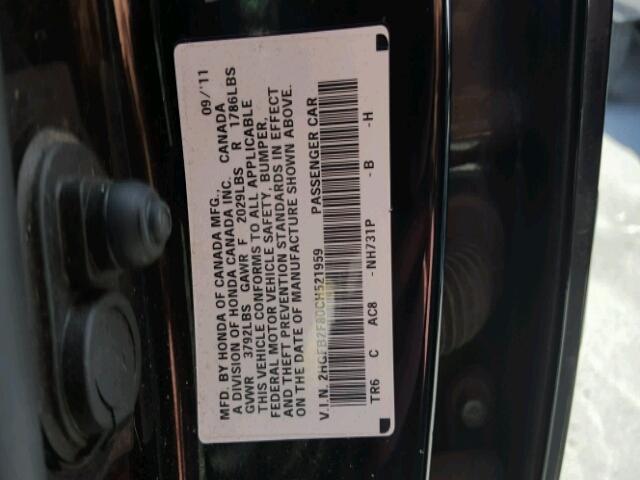 MFD. BY HONDA OF CANADA MFG., 09/'11
A DIVISION OF HONDA CANADA INC. CANADA
GVWR 3792LBS GAWR F 2029LBS R 1786LBS
THIS VEHICLE CONFORMS TO ALL APPLICABLE
FEDERAL MOTOR VEHICLE SAFETY, BUMPER,
AND THEFT PREVENTION STANDARDS IN EFFECT
ON THE DATE OF MANUFACTURE SHOWN ABOVE.
V.I.N. 2HGFB2F80CH521959 PASSENGER CAR
TR6 C AC8 -NH731P -B -H